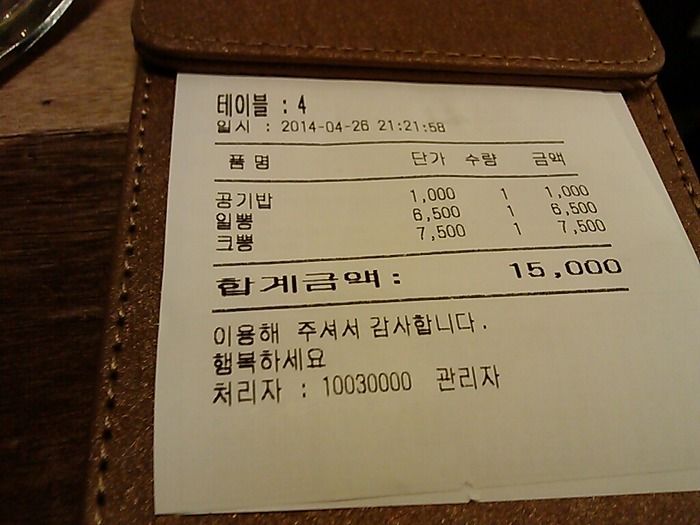 테이블 : 4
일시 : 2014-04-26 21:21:58
품 명 단가 수량 금액
공기밥 1,000 1 1,000
일뽕 6,500 1 6,500
크뽕 7,500 1 7,500
합계금액: 15,000
이용해 주셔서 감사합니다.
행복하세요
처리자 : 10030000 관리자